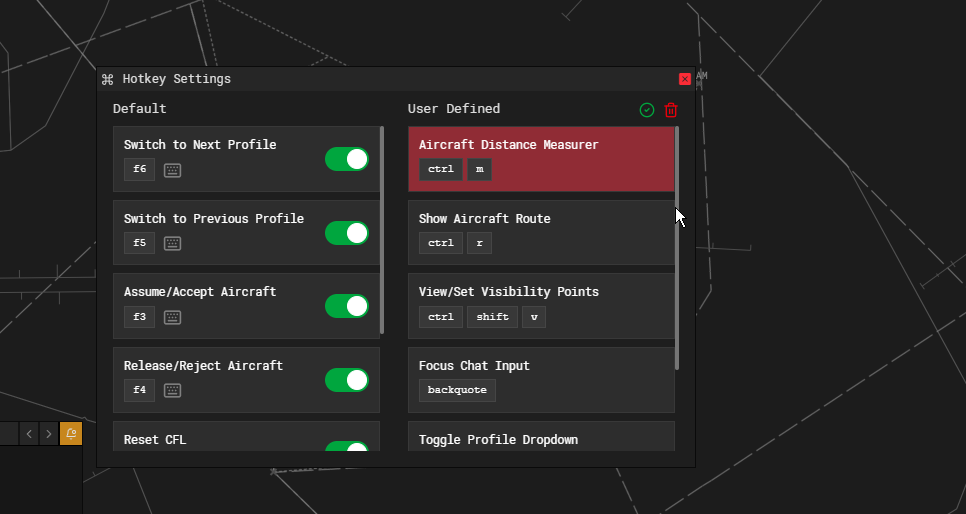 ⌘ Hotkey Settings
AM
Default
User Defined
Switch to Next Profile
f6
Aircraft Distance Measurer
ctrl m
Switch to Previous Profile
f5
Show Aircraft Route
ctrl r
Assume/Accept Aircraft
f3
View/Set Visibility Points
ctrl shift v
Release/Reject Aircraft
f4
Focus Chat Input
backquote
Reset CFL
Toggle Profile Dropdown